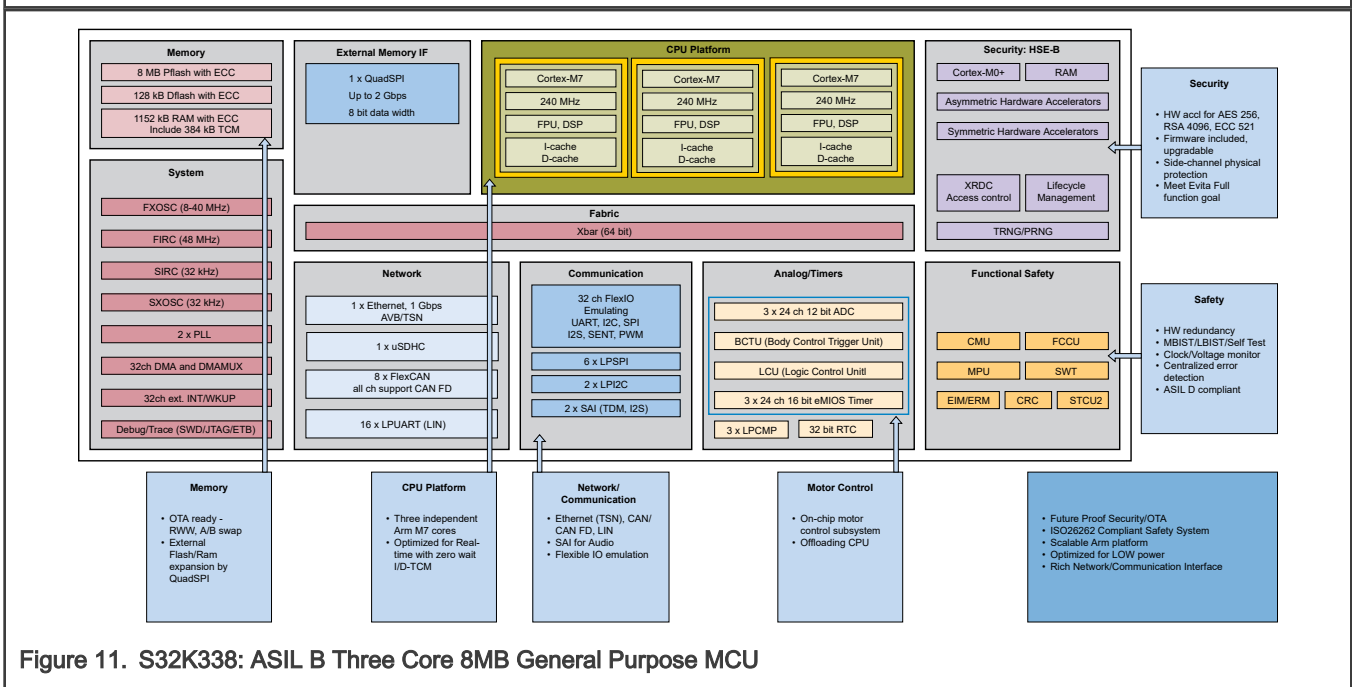 Memory
8 MB Pflash with ECC
128 kB Dflash with ECC
1152 kB RAM with ECC
Include 384 kB TCM
External Memory IF
1 x QuadSPI
Up to 2 Gbps
8 bit data width
CPU Platform
Cortex-M7
240 MHz
FPU, DSP
I-cache
D-cache
Cortex-M7
240 MHz
FPU, DSP
I-cache
D-cache
Cortex-M7
240 MHz
FPU, DSP
I-cache
D-cache
Security: HSE-B
Cortex-M0+
RAM
Asymmetric Hardware Accelerators
Symmetric Hardware Accelerators
XRDC
Access control
Lifecycle
Management
TRNG/PRNG
Security
• HW accl for AES 256,
RSA 4096, ECC 521
• Firmware included,
upgradable
• Side-channel physical
protection
• Meet Evita Full
function goal
System
FXOSC (8-40 MHz)
FIRC (48 MHz)
SIRC (32 kHz)
SXOSC (32 kHz)
2 x PLL
32ch DMA and DMAMUX
32ch ext. INT/WKUP
Debug/Trace (SWD/JTAG/ETB)
Fabric
Xbar (64 bit)
Network
1 x Ethernet, 1 Gbps
AVB/TSN
1 x uSDHC
8 x FlexCAN
all ch support CAN FD
16 x LPUART (LIN)
Communication
32 ch FlexIO
Emulating
UART, I2C, SPI
I2S, SENT, PWM
6 x LPSPI
2 x LPI2C
2 x SAI (TDM, I2S)
Analog/Timers
3 x 24 ch 12 bit ADC
BCTU (Body Control Trigger Unit)
LCU (Logic Control Unitl
3 x 24 ch 16 bit eMIOS Timer
3 x LPCMP
32 bit RTC
Functional Safety
CMU
FCCU
MPU
SWT
EIM/ERM
CRC
STCU2
Safety
• HW redundancy
• MBIST/LBIST/Self Test
• Clock/Voltage monitor
• Centralized error
detection
• ASIL D compliant
Memory
• OTA ready -
RWW, A/B swap
• External
Flash/Ram
expansion by
QuadSPI
CPU Platform
• Three independent
Arm M7 cores
• Optimized for Real-
time with zero wait
I/D-TCM
Network/
Communication
• Ethernet (TSN), CAN/
CAN FD, LIN
• SAI for Audio
• Flexible IO emulation
Motor Control
• On-chip motor
control subsystem
• Offloading CPU
• Future Proof Security/OTA
• ISO26262 Compliant Safety System
• Scalable Arm platform
• Optimized for LOW power
• Rich Network/Communication Interface
Figure 11. S32K338: ASIL B Three Core 8MB General Purpose MCU